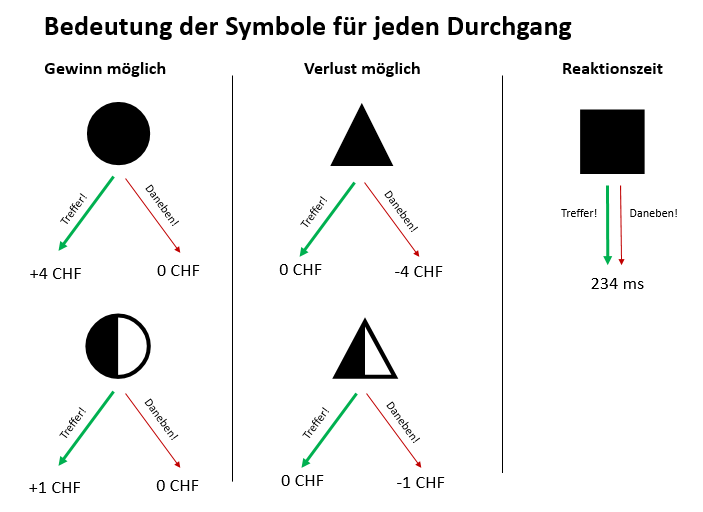 Bedeutung der Symbole für jeden Durchgang
Gewinn möglich
Verlust möglich
Reaktionszeit
Treffer!
Daneben!
+4 CHF
0 CHF
Treffer!
Daneben!
0 CHF
-4 CHF
Treffer!
Daneben!
234 ms
Treffer!
Daneben!
+1 CHF
0 CHF
Treffer!
Daneben!
0 CHF
-1 CHF